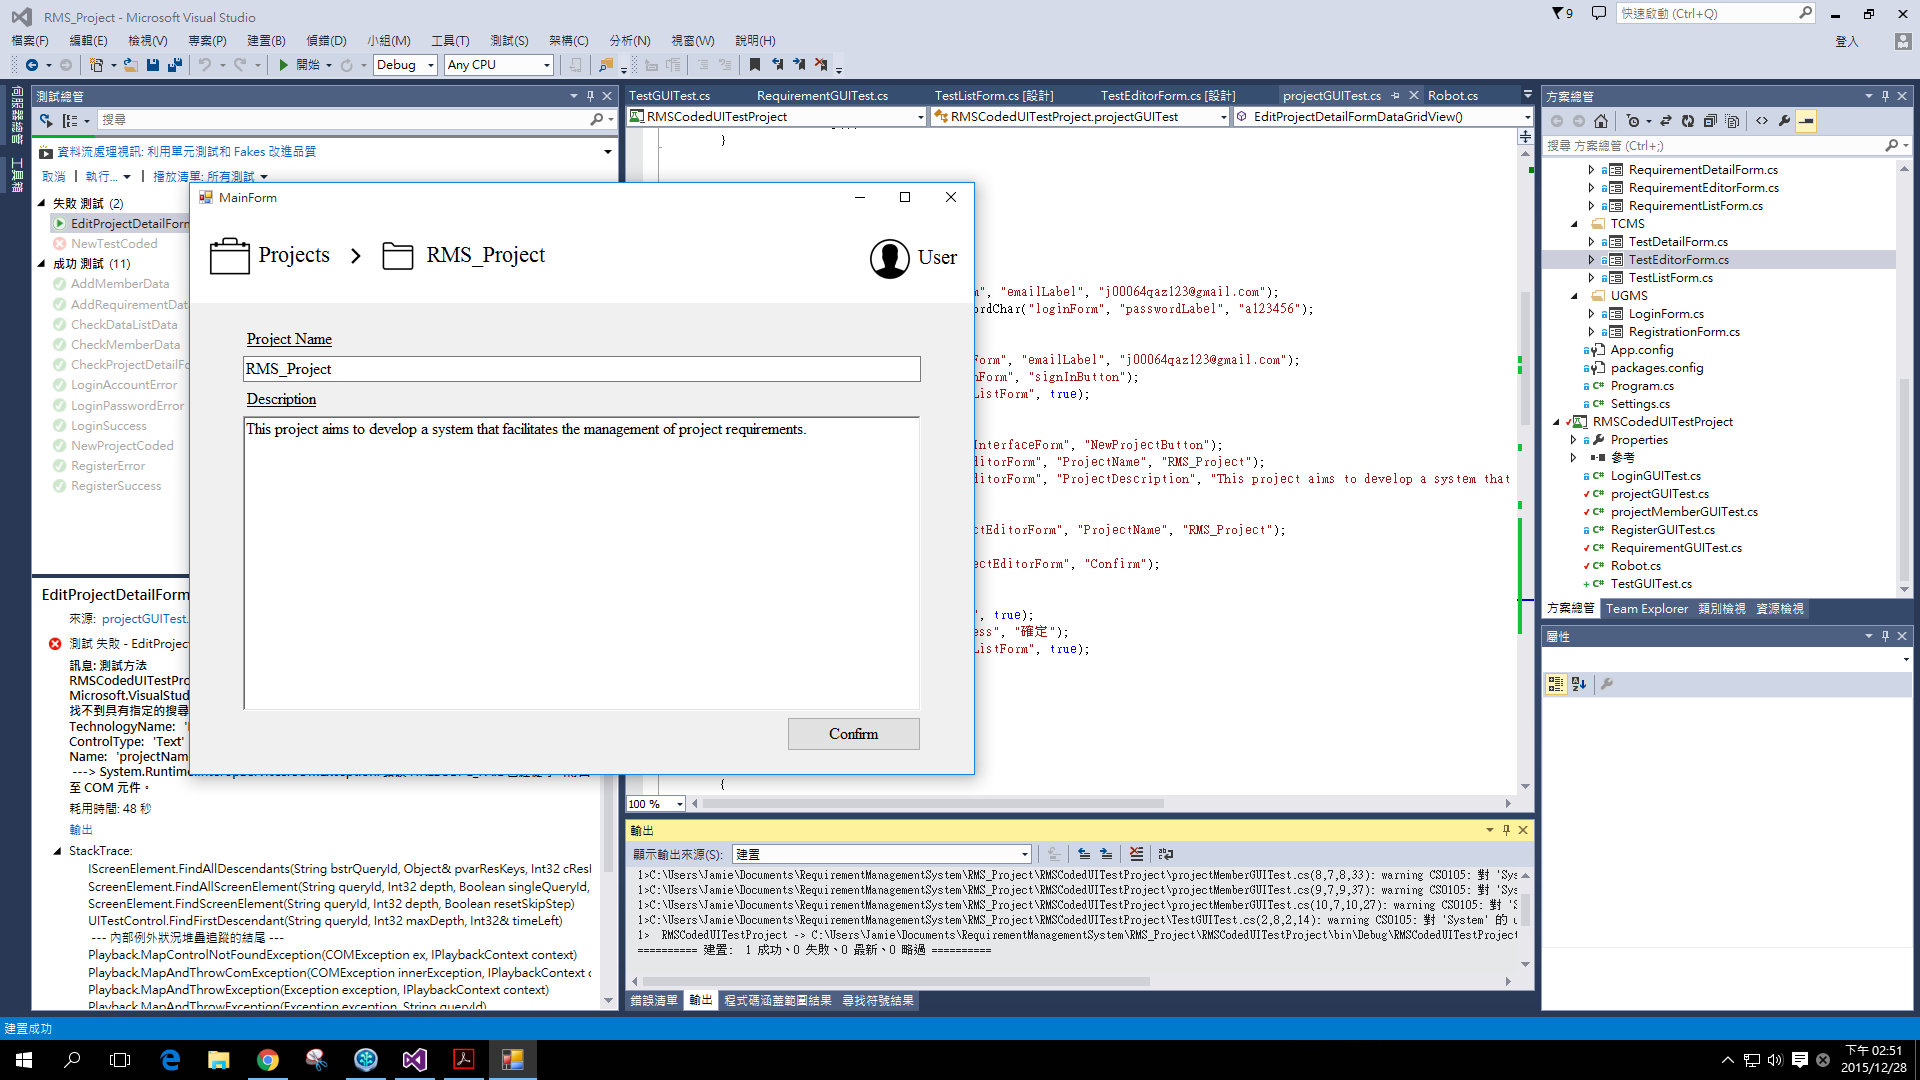 RMS_Project - Microsoft Visual Studio
9
快速啟動 (Ctrl+Q)
檔案(F) 編輯(E) 檢視(V) 專案(P) 建置(B) 偵錯(D) 小組(M) 工具(T) 測試(S) 架構(C) 分析(N) 視窗(W) 說明(H)
登入
開始 Debug Any CPU
伺服器總管
工具箱
測試總管
搜尋
資料流處理視訊: 利用單元測試和 Fakes 改進品質
取消 執行... 播放清單: 所有測試
失敗 測試 (2)
EditProjectDetailForm
NewTestCoded
成功 測試 (11)
AddMemberData
AddRequirementData
CheckDataListData
CheckMemberData
CheckProjectDetailFo
LoginAccountError
LoginPasswordError
LoginSuccess
NewProjectCoded
RegisterError
RegisterSuccess
EditProjectDetailForm
來源: projectGUITest.
測試 失敗 - EditProject
訊息: 測試方法
RMSCodedUITestPro
Microsoft.VisualStud
找不到具有指定的搜尋
TechnologyName:
ControlType: 'Text'
Name: 'projectNam
至 COM 元件。
耗用時間: 48 秒
輸出
StackTrace:
IScreenElement.FindAllDescendants(String bstrQueryId, Object& pvarResKeys, Int32 cResl
ScreenElement.FindAllScreenElement(String queryId, Int32 depth, Boolean singleQueryId,
ScreenElement.FindScreenElement(String queryId, Int32 depth, Boolean resetSkipStep)
UITestControl.FindFirstDescendant(String queryId, Int32 maxDepth, Int32& timeLeft)
--- 內部例外狀況堆疊追蹤的結尾 ---
Playback.MapControlNotFoundException(COMException ex, IPlaybackContext context)
Playback.MapAndThrowComException(COMException innerException, IPlaybackContext c
Playback.MapAndThrowException(Exception exception, IPlaybackContext context)
Playback.MapAndThrowException(Exception exception, String queryId)
MainForm
Projects
RMS_Project
User
Project Name
RMS_Project
Description
This project aims to develop a system that facilitates the management of project requirements.
Confirm
TestGUITest.cs RequirementGUITest.cs TestListForm.cs [設計] TestEditorForm.cs [設計] projectGUITest.cs Robot.cs
RMSCodedUITestProject RMSCodedUITestProject.projectGUITest EditProjectDetailFormDataGridView()
}
", "emailLabel", "j00064qaz123@gmail.com");
ordChar("loginForm", "passwordLabel", "a123456");
Form", "emailLabel", "j00064qaz123@gmail.com");
nForm", "signInButton");
ListForm", true);
InterfaceForm", "NewProjectButton");
ditorForm", "ProjectName", "RMS_Project");
ditorForm", "ProjectDescription", "This project aims to develop a system that
ctEditorForm", "ProjectName", "RMS_Project");
ectEditorForm", "Confirm");
", true);
ess", "確定");
ListForm", true);
{
100 %
輸出
顯示輸出來源(S): 建置
1>C:\Users\Jamie\Documents\RequirementManagementSystem\RMS_Project\RMSCodedUITestProject\projectMemberGUITest.cs(8,7,8,33): warning CS0105: 對 'Sys
1>C:\Users\Jamie\Documents\RequirementManagementSystem\RMS_Project\RMSCodedUITestProject\projectMemberGUITest.cs(9,7,9,37): warning CS0105: 對 'Sys
1>C:\Users\Jamie\Documents\RequirementManagementSystem\RMS_Project\RMSCodedUITestProject\projectMemberGUITest.cs(10,7,10,27): warning CS0105: 對 'S
1>C:\Users\Jamie\Documents\RequirementManagementSystem\RMS_Project\RMSCodedUITestProject\TestGUITest.cs(2,8,2,14): warning CS0105: 對 'System' 的 u
1> RMSCodedUITestProject -> C:\Users\Jamie\Documents\RequirementManagementSystem\RMS_Project\RMSCodedUITestProject\bin\Debug\RMSCodedUITestProject
========== 建置: 1 成功、0 失敗、0 最新、0 略過 ==========
錯誤清單 輸出 程式碼涵蓋範圍結果 尋找符號結果
方案總管
搜尋 方案總管 (Ctrl+;)
RequirementDetailForm.cs
RequirementEditorForm.cs
RequirementListForm.cs
TCMS
TestDetailForm.cs
TestEditorForm.cs
TestListForm.cs
UGMS
LoginForm.cs
RegistrationForm.cs
App.config
packages.config
Program.cs
Settings.cs
RMSCodedUITestProject
Properties
參考
LoginGUITest.cs
projectGUITest.cs
projectMemberGUITest.cs
RegisterGUITest.cs
RequirementGUITest.cs
Robot.cs
TestGUITest.cs
方案總管 Team Explorer 類別檢視 資源檢視
屬性
建置成功
下午 02:51
2015/12/28